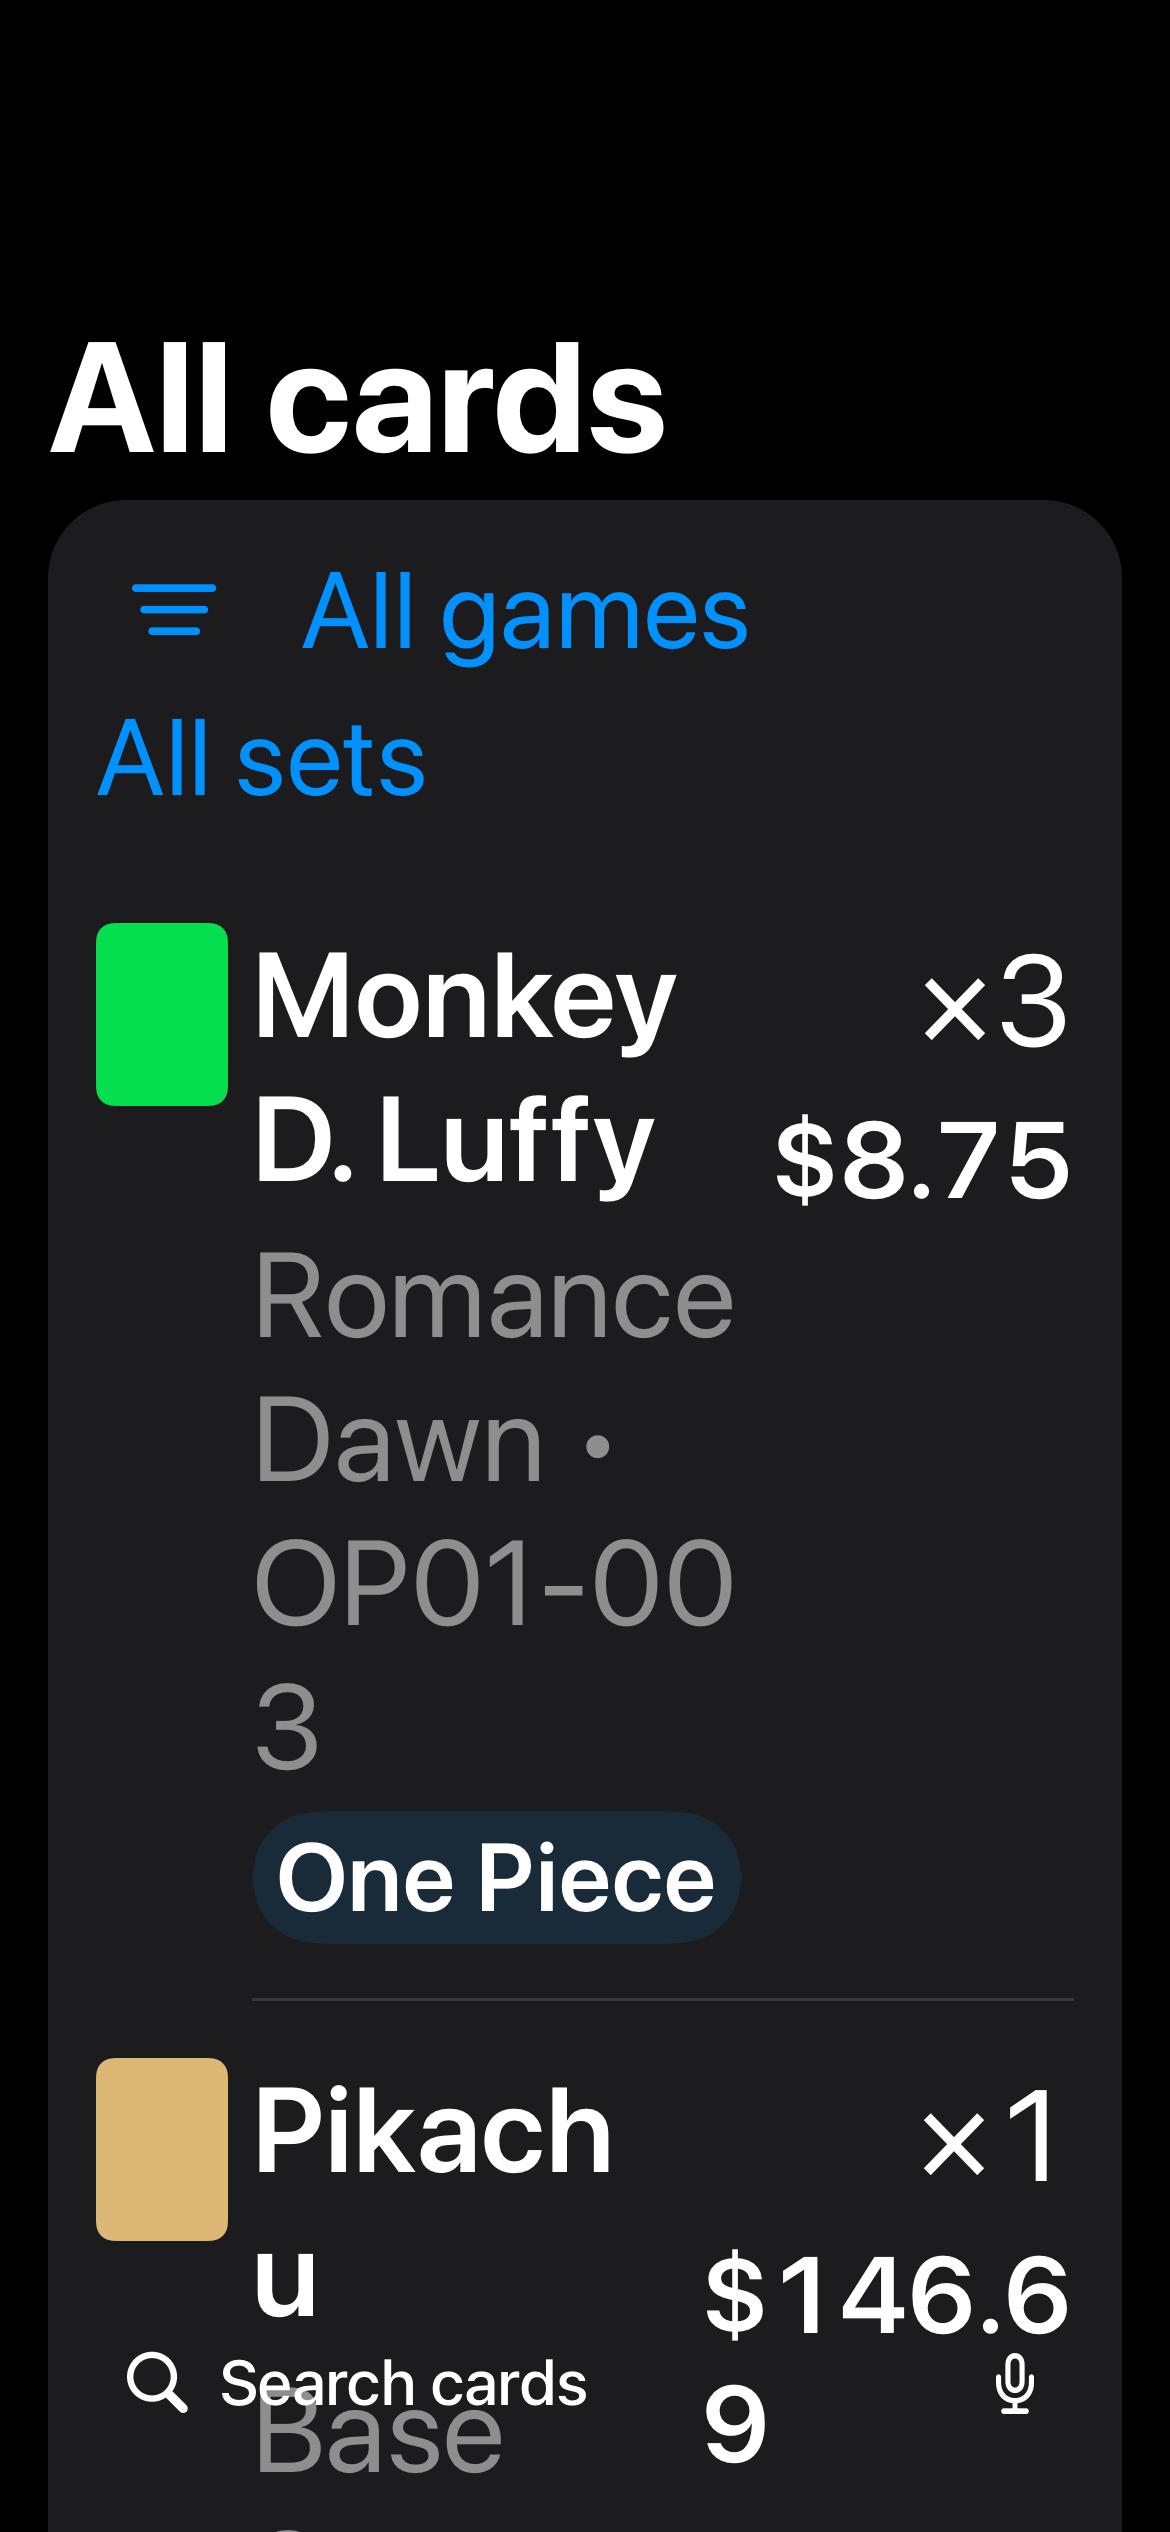 All cards
All games
All sets
Monkey
D. Luffy
×3
$8.75
Romance
Dawn •
OP01-00
3
One Piece
Pikach
u
×1
$146.6
9
Search cards
Base